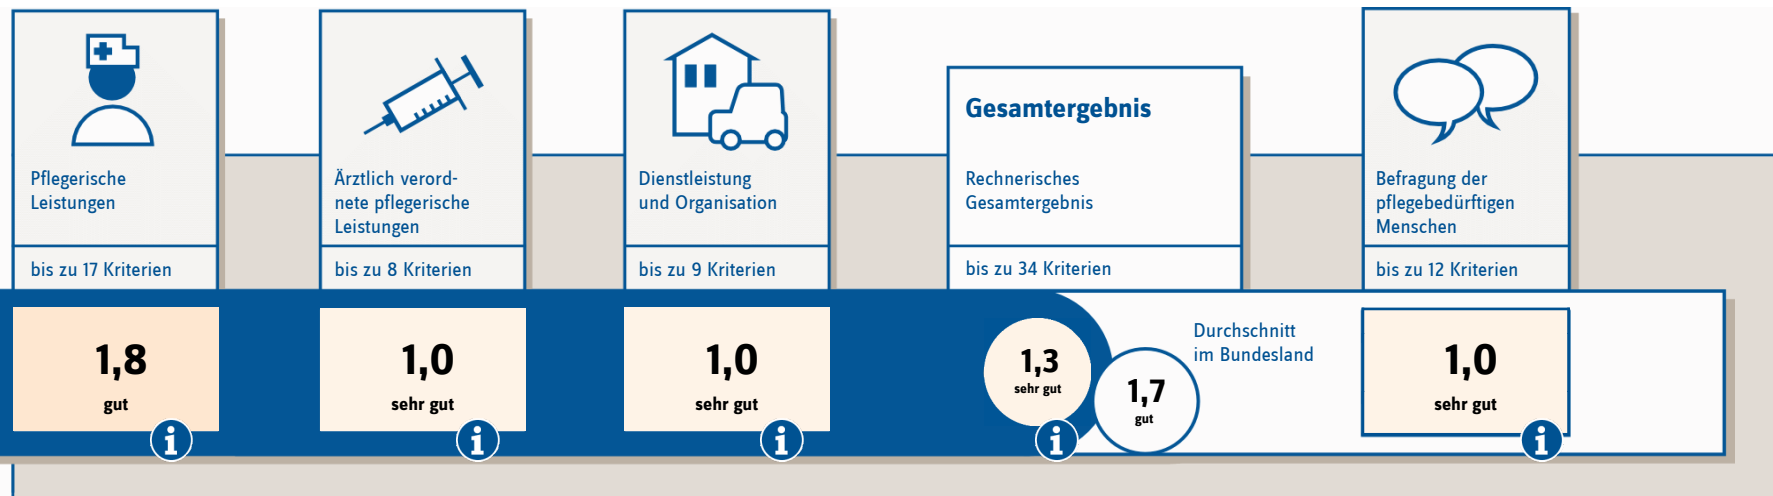 Pflegerische
Leistungen
bis zu 17 Kriterien
1,8
gut
Ärztlich verord-
nete pflegerische
Leistungen
bis zu 8 Kriterien
1,0
sehr gut
Dienstleistung
und Organisation
bis zu 9 Kriterien
1,0
sehr gut
Gesamtergebnis
Rechnerisches
Gesamtergebnis
bis zu 34 Kriterien
1,3
sehr gut
Durchschnitt
im Bundesland
1,7
gut
Befragung der
pflegebedürftigen
Menschen
bis zu 12 Kriterien
1,0
sehr gut